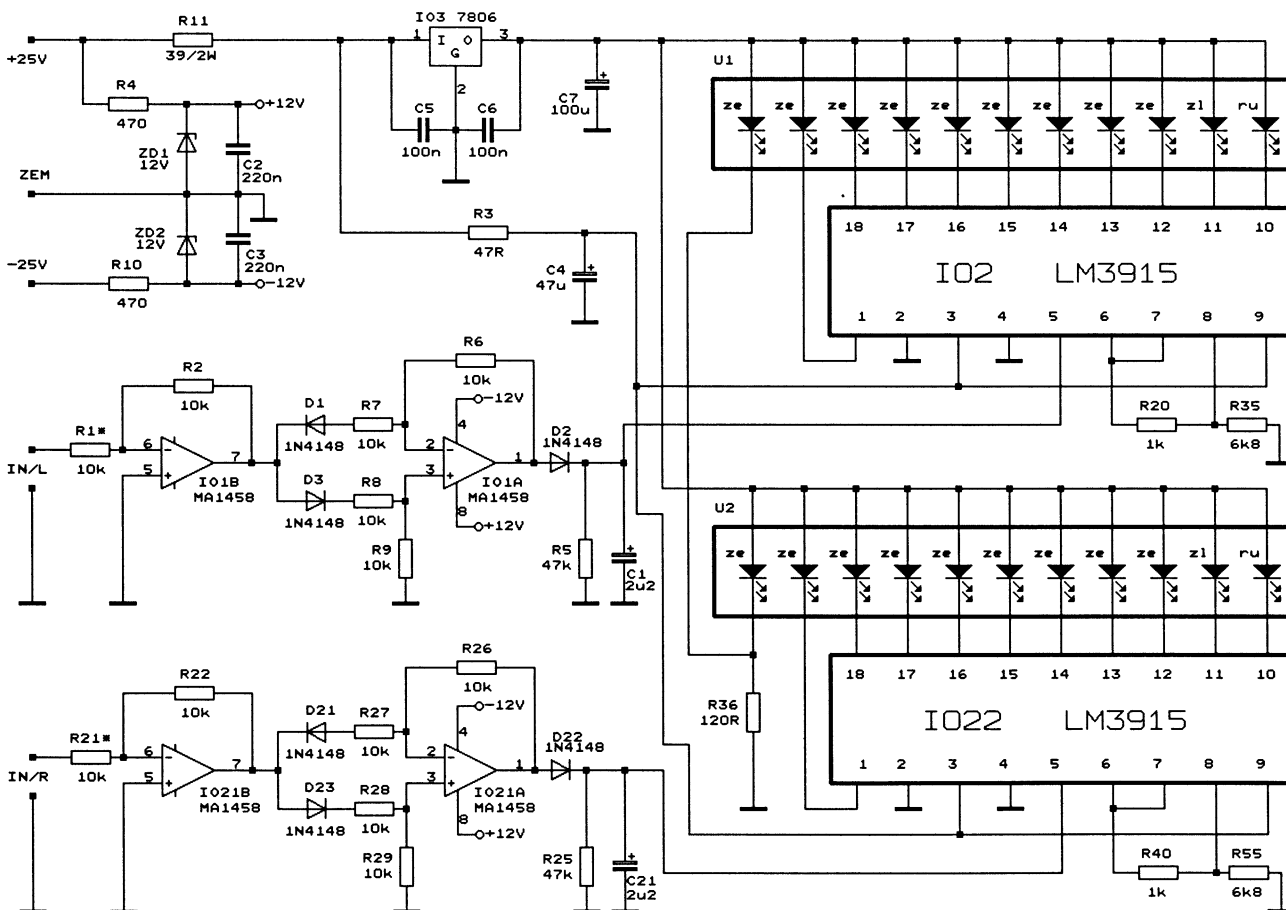 +25V
R11
39/2W
R4
470
+12V
ZD1
12V
C2
220n
ZEM
ZD2
12V
C3
220n
-25V
R10
470
-12V
IO3 7806
1
I
O
G
3
2
C5
100n
C6
100n
C7
100u
+
R3
47R
C4
47u
+
U1
ze ze ze ze ze ze ze ze ze zl ru
18 17 16 15 14 13 12 11 10
IO2 LM3915
1 2 3 4 5 6 7 8 9
R20
1k
R35
6k8
IN/L
R1*
10k
R2
10k
6 -
5 +
7
IO1B
MA1458
D1
1N4148
R7
10k
D3
1N4148
R8
10k
R9
10k
R6
10k
-12V
4
2 -
3 +
1
8
+12V
IO1A
MA1458
D2
1N4148
R5
47k
+
C1
2u2
U2
ze ze ze ze ze ze ze ze ze zl ru
18 17 16 15 14 13 12 11 10
IO22 LM3915
1 2 3 4 5 6 7 8 9
R36
120R
R40
1k
R55
6k8
IN/R
R21*
10k
R22
10k
6 -
5 +
7
IO21B
MA1458
D21
1N4148
R27
10k
D23
1N4148
R28
10k
R29
10k
R26
10k
-12V
4
2 -
3 +
1
8
+12V
IO21A
MA1458
D22
1N4148
R25
47k
+
C21
2u2